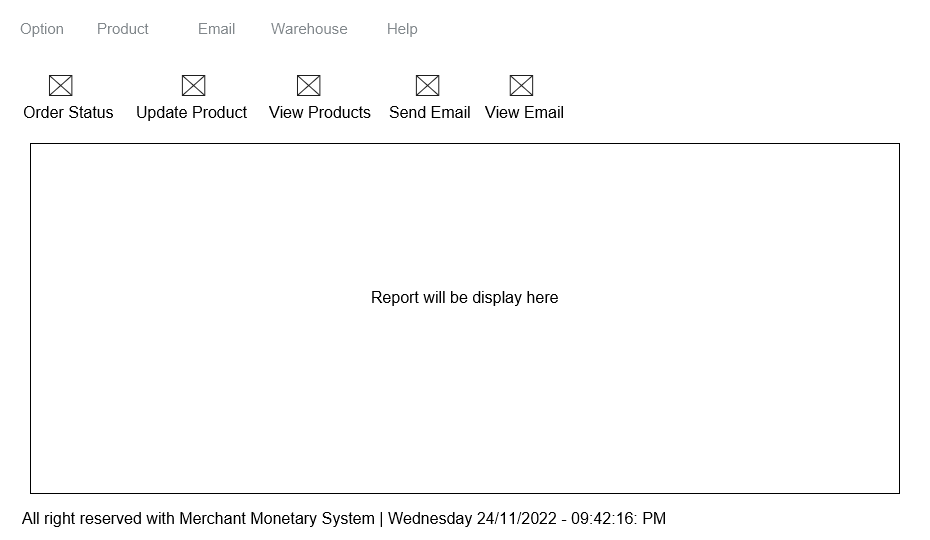 Option Product Email Warehouse Help
Order Status Update Product View Products Send Email View Email
Report will be display here
All right reserved with Merchant Monetary System | Wednesday 24/11/2022 - 09:42:16: PM